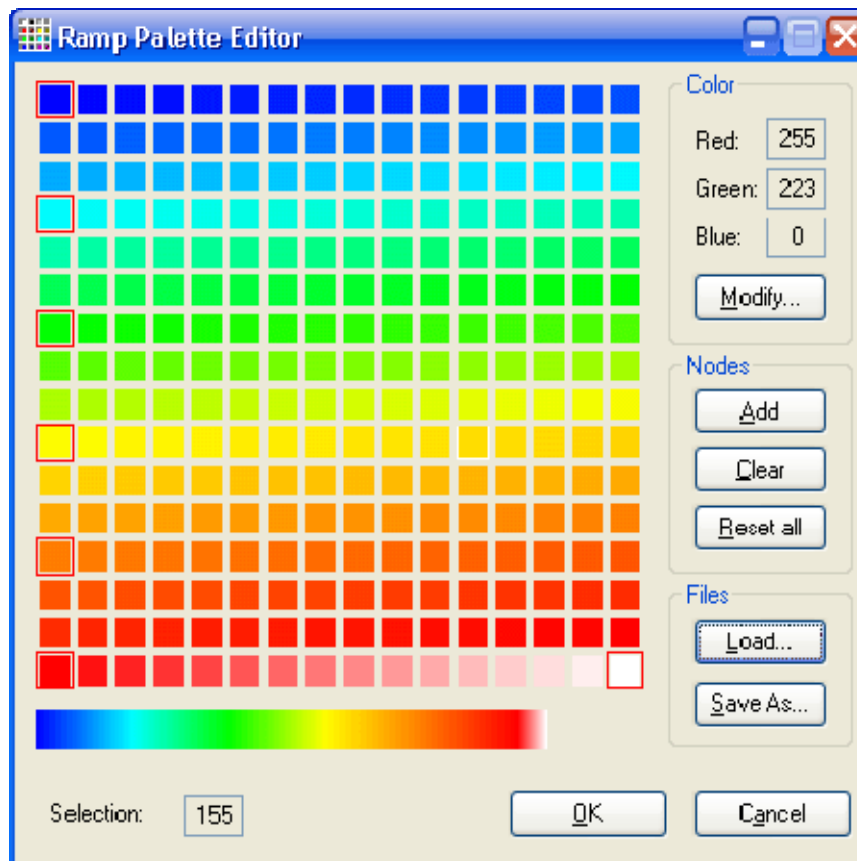 Ramp Palette Editor
Color
Red: 255
Green: 223
Blue: 0
Modify...
Nodes
Add
Clear
Reset all
Files
Load...
Save As...
Selection: 155
OK
Cancel